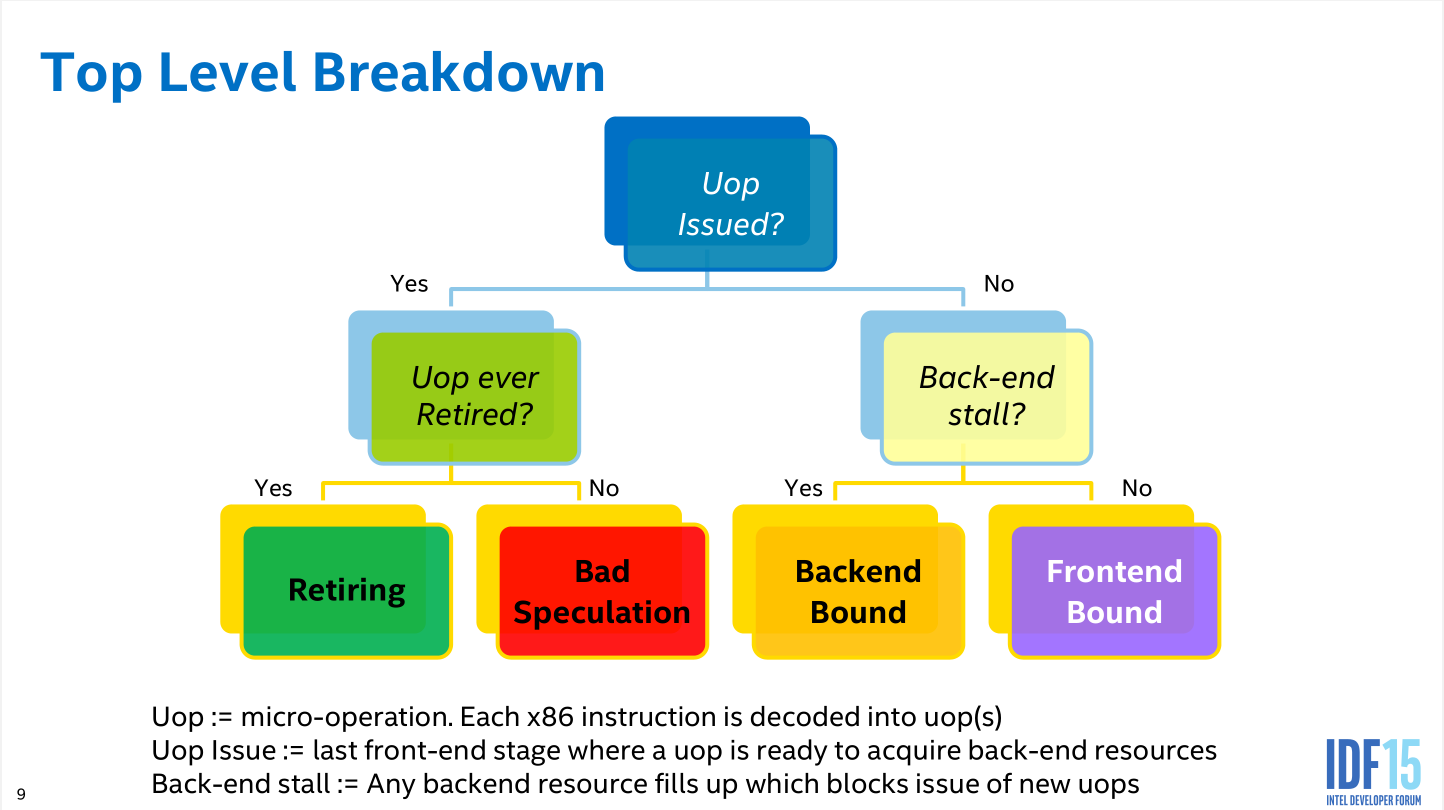 Top Level Breakdown
Uop
Issued?
Yes
No
Uop ever
Retired?
Back-end
stall?
Yes
No
Yes
No
Retiring
Bad
Speculation
Backend
Bound
Frontend
Bound
Uop := micro-operation. Each x86 instruction is decoded into uop(s)
Uop Issue := last front-end stage where a uop is ready to acquire back-end resources
Back-end stall := Any backend resource fills up which blocks issue of new uops
9
IDF15
INTEL DEVELOPER FORUM